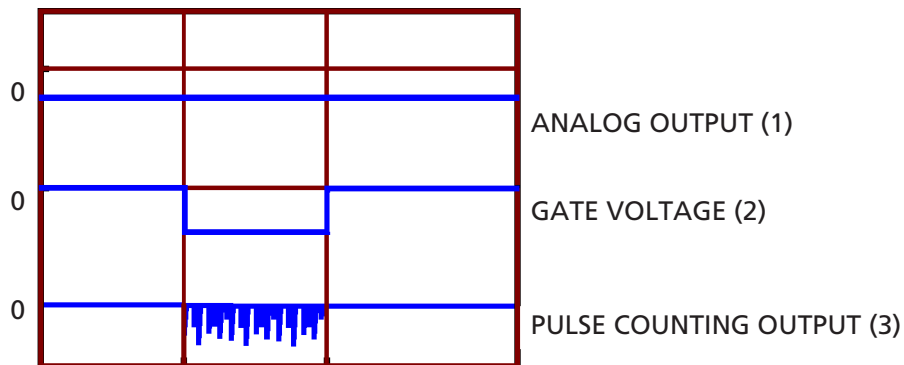 0
ANALOG OUTPUT (1)
0
GATE VOLTAGE (2)
0
PULSE COUNTING OUTPUT (3)